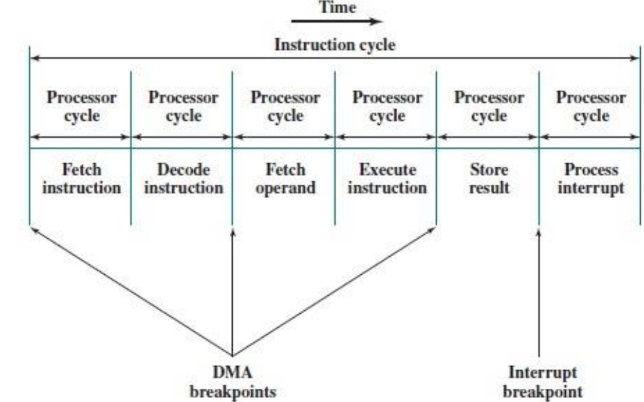 Time
Instruction cycle
Processor Processor Processor Processor Processor Processor
cycle cycle cycle cycle cycle cycle
Fetch Decode Fetch Execute Store Process
instruction instruction operand instruction result interrupt
DMA Interrupt
breakpoints breakpoint